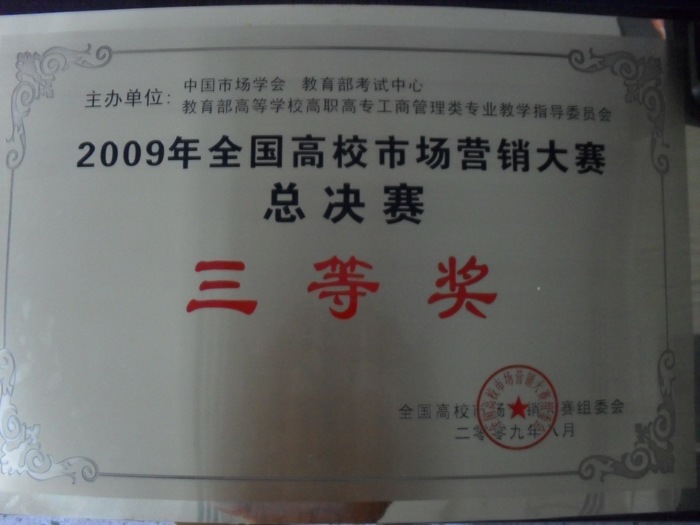 主办单位: 中国市场学会 教育部考试中心
教育部高等学校高职高专工商管理类专业教学指导委员会
2009年全国高校市场营销大赛
总决赛
三等奖
全国高校市场营销大赛组委会
二〇〇九年八月